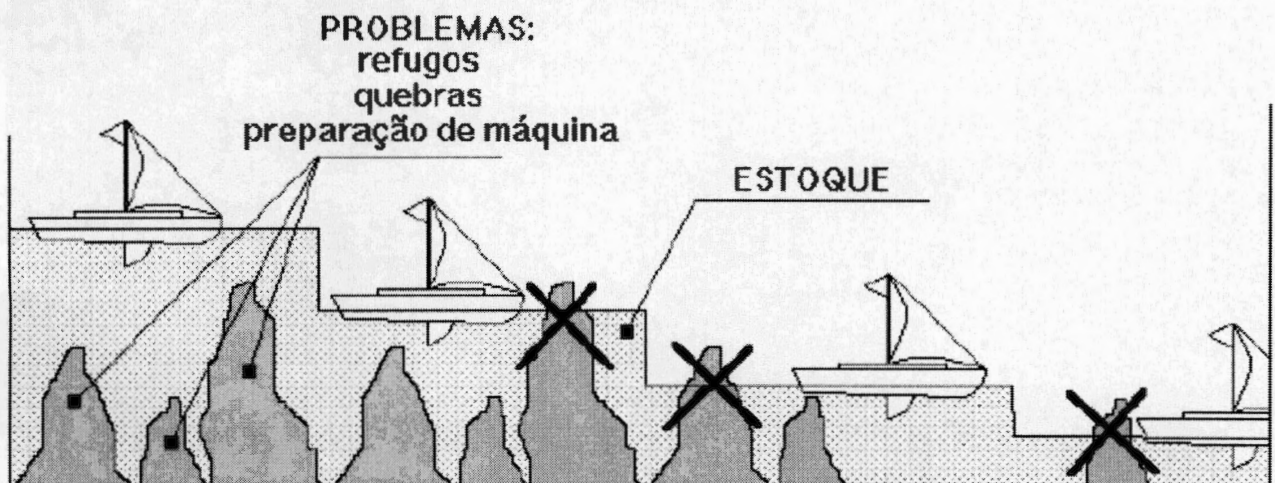 PROBLEMAS:
refugos
quebras
preparação de máquina
ESTOQUE